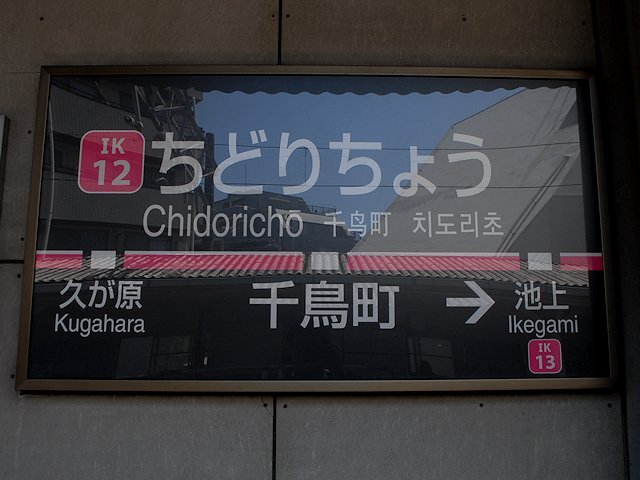 IK
12
ちどりちょう
Chidoricho 千鸟町 치도리초
久が原
Kugahara
千鳥町
→
池上
Ikegami
IK
13